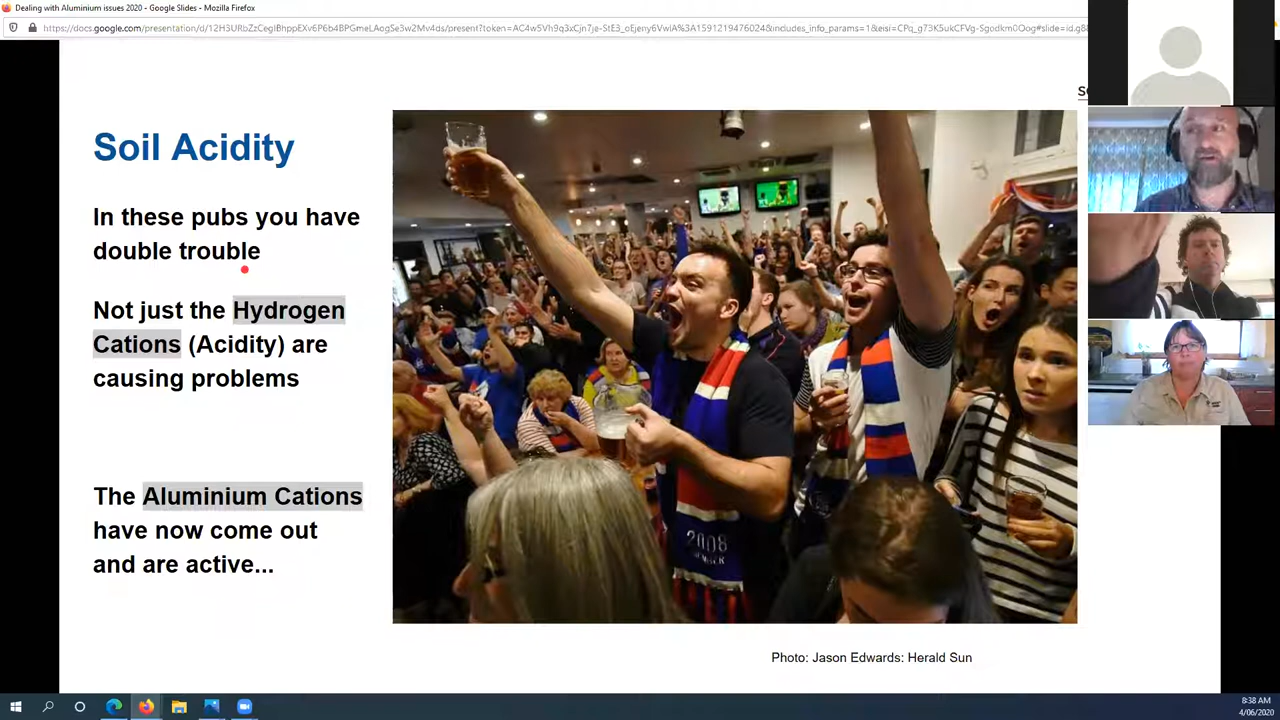 Dealing with Aluminium issues 2020 - Google Slides - Mozilla Firefox
Soil Acidity
In these pubs you have
double trouble
Not just the Hydrogen
Cations (Acidity) are
causing problems
The Aluminium Cations
have now come out
and are active...
2008
Photo: Jason Edwards: Herald Sun
8:38 AM
4/06/2020